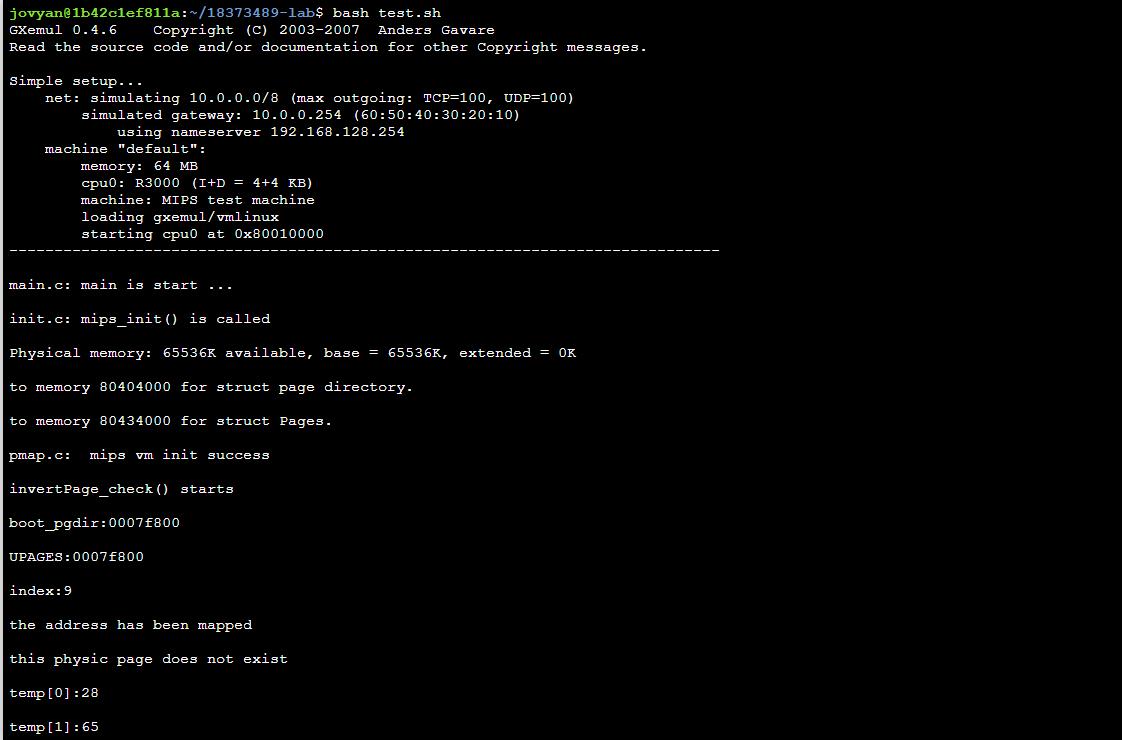 jovyan@1b42c1ef811a:~/18373489-lab$ bash test.sh
GXemul 0.4.6    Copyright (C) 2003-2007  Anders Gavare
Read the source code and/or documentation for other Copyright messages.
Simple setup...
    net: simulating 10.0.0.0/8 (max outgoing: TCP=100, UDP=100)
        simulated gateway: 10.0.0.254 (60:50:40:30:20:10)
            using nameserver 192.168.128.254
    machine "default":
        memory: 64 MB
        cpu0: R3000 (I+D = 4+4 KB)
        machine: MIPS test machine
        loading gxemul/vmlinux
        starting cpu0 at 0x80010000
-------------------------------------------------------------------------------
main.c: main is start ...
init.c: mips_init() is called
Physical memory: 65536K available, base = 65536K, extended = 0K
to memory 80404000 for struct page directory.
to memory 80434000 for struct Pages.
pmap.c:  mips vm init success
invertPage_check() starts
boot_pgdir:0007f800
UPAGES:0007f800
index:9
the address has been mapped
this physic page does not exist
temp[0]:28
temp[1]:65